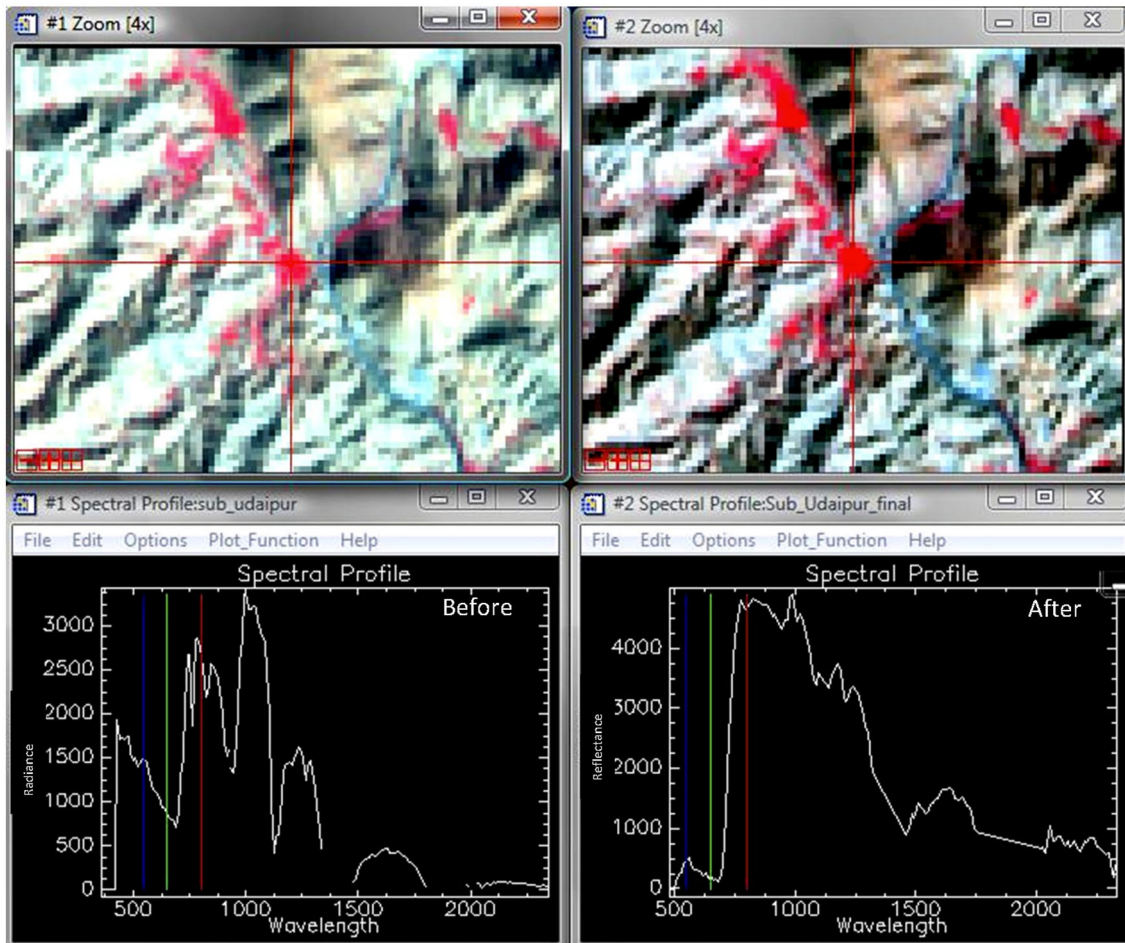 #1 Zoom [4x]
#2 Zoom [4x]
#1 Spectral Profile:sub_udaipur
File Edit Options Plot_Function Help
Spectral Profile
Before
3000
2500
2000
1500
1000
500
0
Radiance
500 1000 1500 2000
Wavelength
#2 Spectral Profile:Sub_Udaipur_final
File Edit Options Plot_Function Help
Spectral Profile
After
4000
3000
2000
1000
0
Reflectance
500 1000 1500 2000
Wavelength